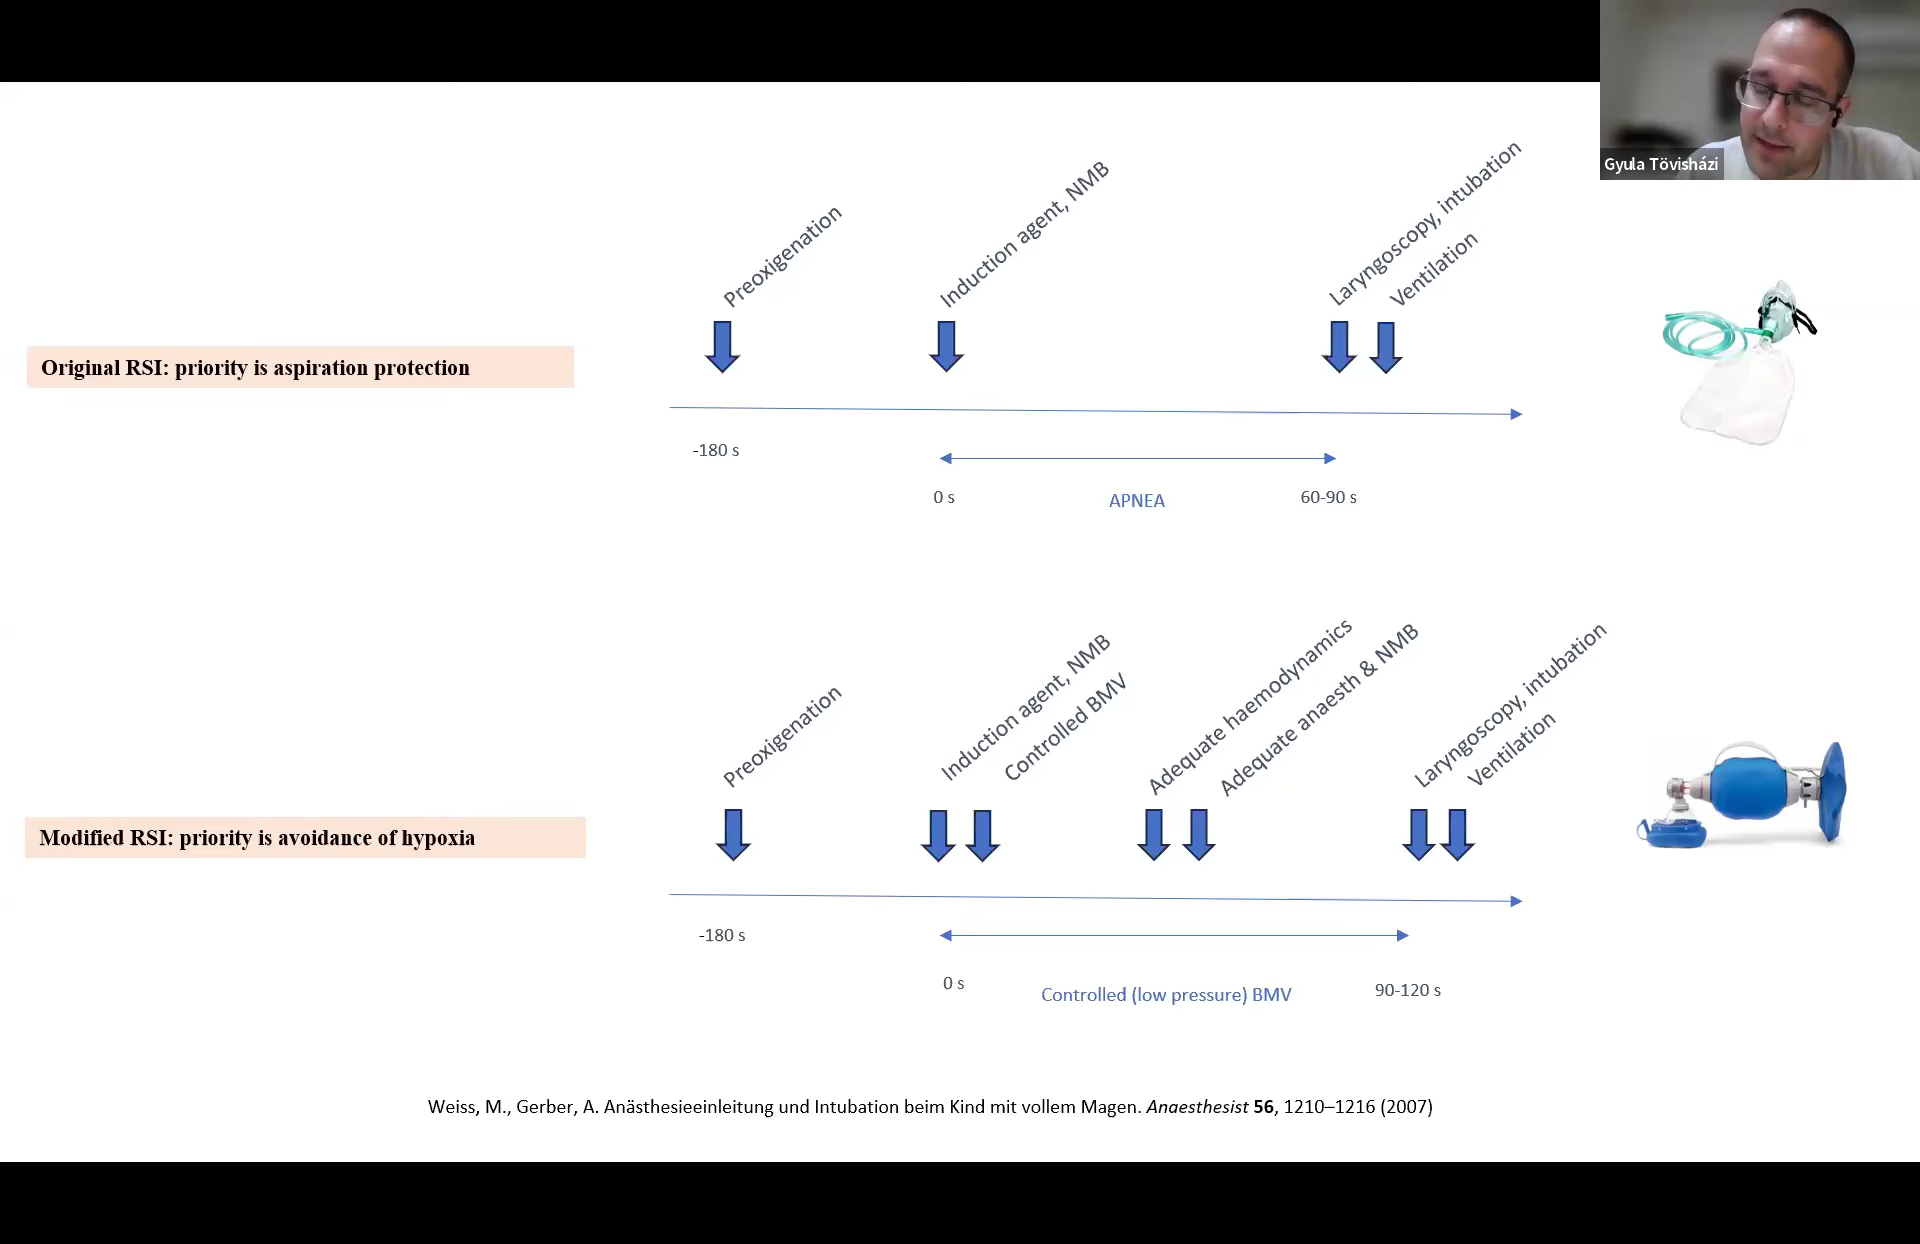 Gyula Tövisházi
Preoxigenation
Induction agent, NMB
Laryngoscopy, intubation
Ventilation
Original RSI: priority is aspiration protection
-180 s
0 s
APNEA
60-90 s
Preoxigenation
Induction agent, NMB
Controlled BMV
Adequate haemodynamics
Adequate anaesth & NMB
Laryngoscopy, intubation
Ventilation
Modified RSI: priority is avoidance of hypoxia
-180 s
0 s
Controlled (low pressure) BMV
90-120 s
Weiss, M., Gerber, A. Anästhesieeinleitung und Intubation beim Kind mit vollem Magen. Anaesthesist 56, 1210–1216 (2007)